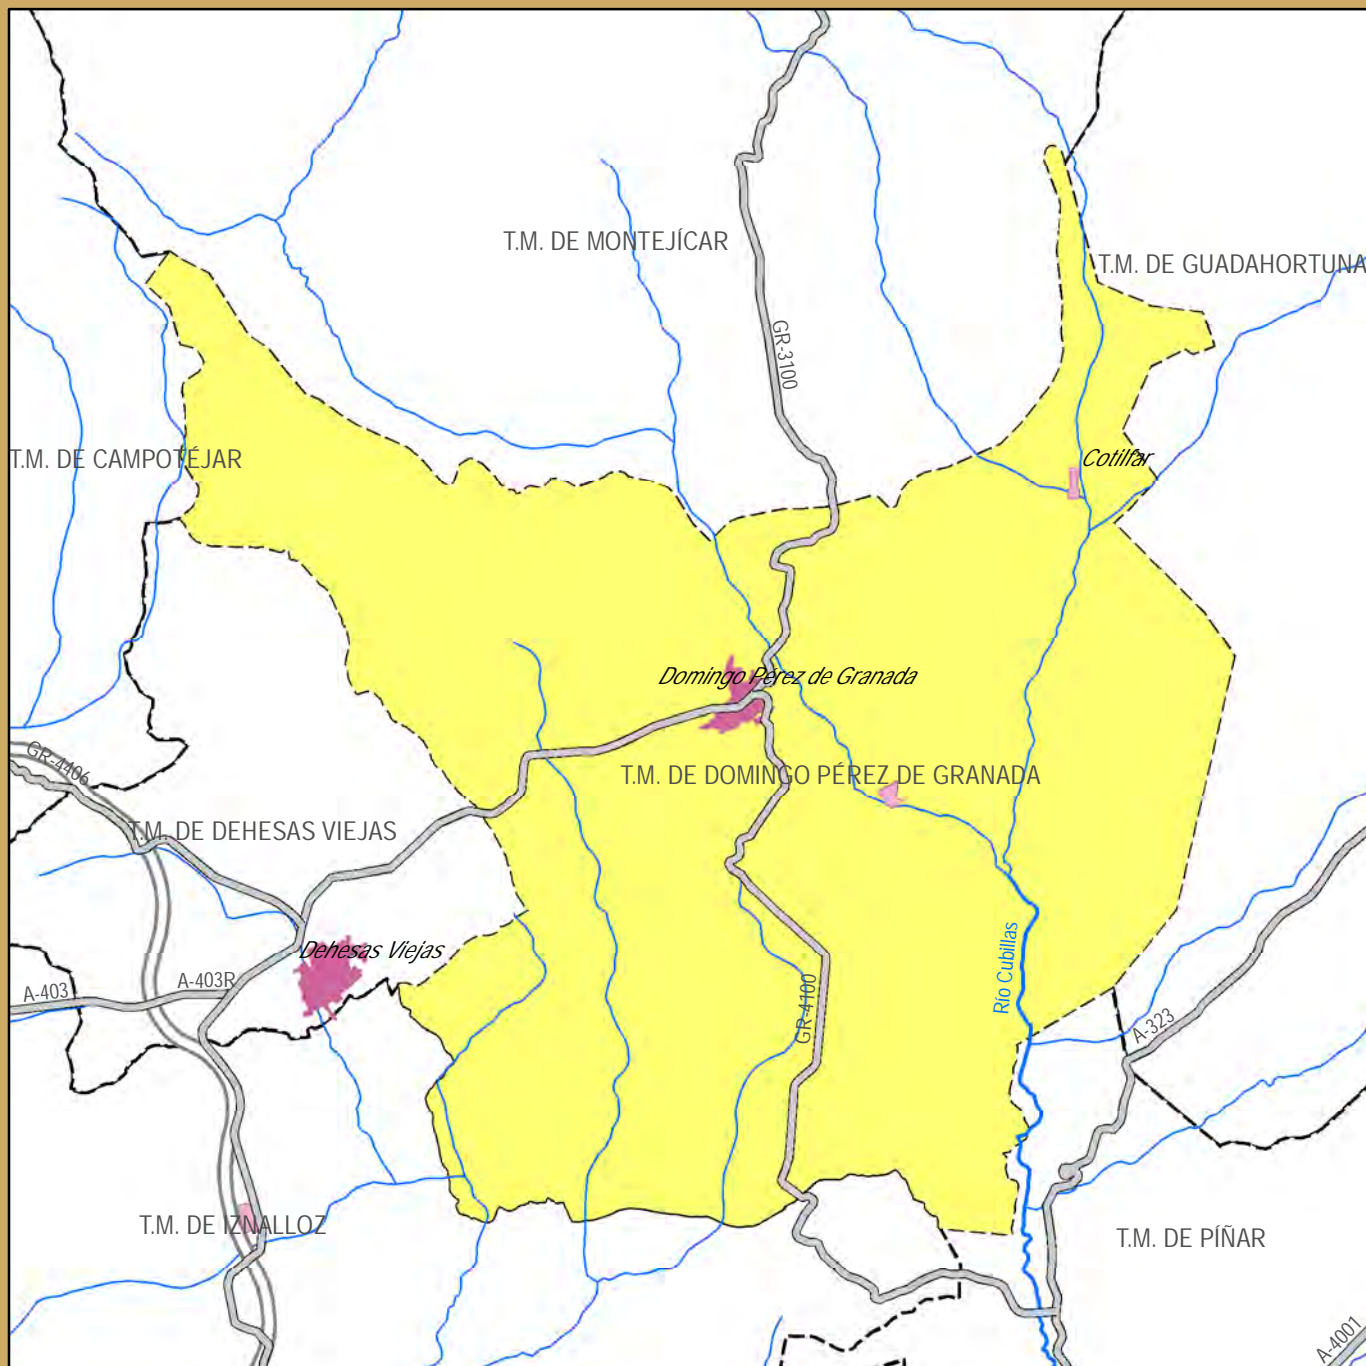 T.M. DE MONTEJÍCAR
T.M. DE GUADAHORTUNA
GR-3100
T.M. DE CAMPOTÉJAR
Cotilfar
Domingo Pérez de Granada
GR-4406
T.M. DE DOMINGO PÉREZ DE GRANADA
T.M. DE DEHESAS VIEJAS
Dehesas Viejas
Río Cubillas
A-403R
A-403
GR-4100
A-323
T.M. DE IZNALLOZ
T.M. DE PÍÑAR
A-4001